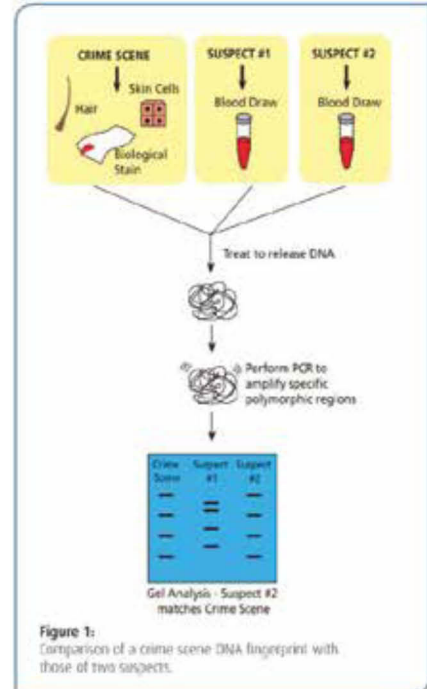 CRIME SCENE
SUSPECT #1
SUSPECT #2
Hair
Skin Cells
Biological
Stain
Blood Draw
Blood Draw
Treat to release DNA
Perform PCR to
amplify specific
polymorphic regions
Crime Suspect Suspect
Scene #1 #2
Gel Analysis - Suspect #2
matches Crime Scene
Figure 1:
Comparison of a crime scene DNA fingerprint with
those of two suspects.